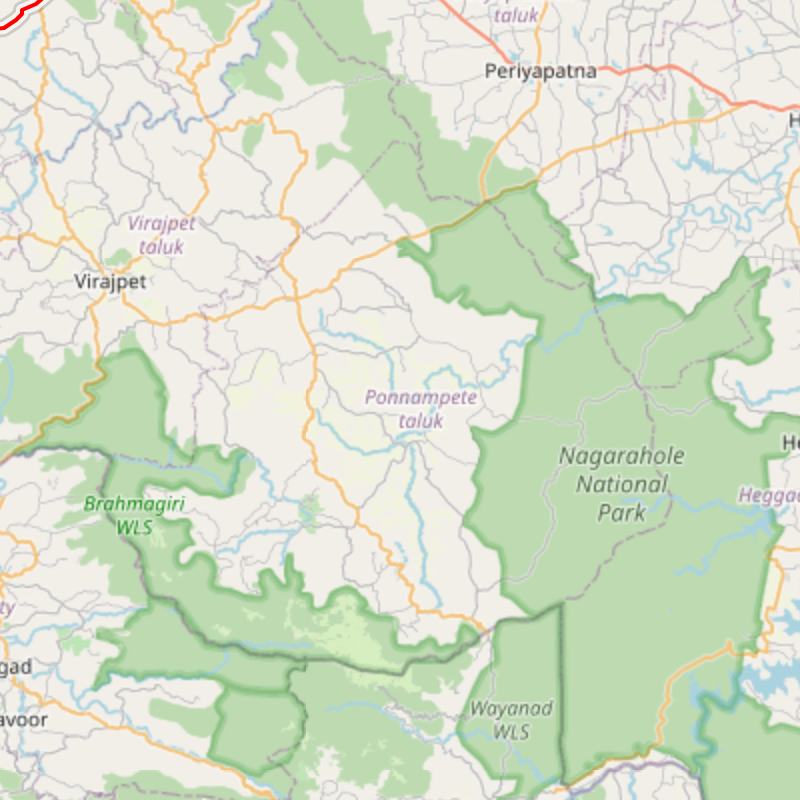 taluk
Periyapatna
H
Virajpet
taluk
Virajpet
Ponnampete
taluk
Nagarahole
National
Park
He
Heggad
Brahmagiri
WLS
ty
gad
avoor
Wayanad
WLS